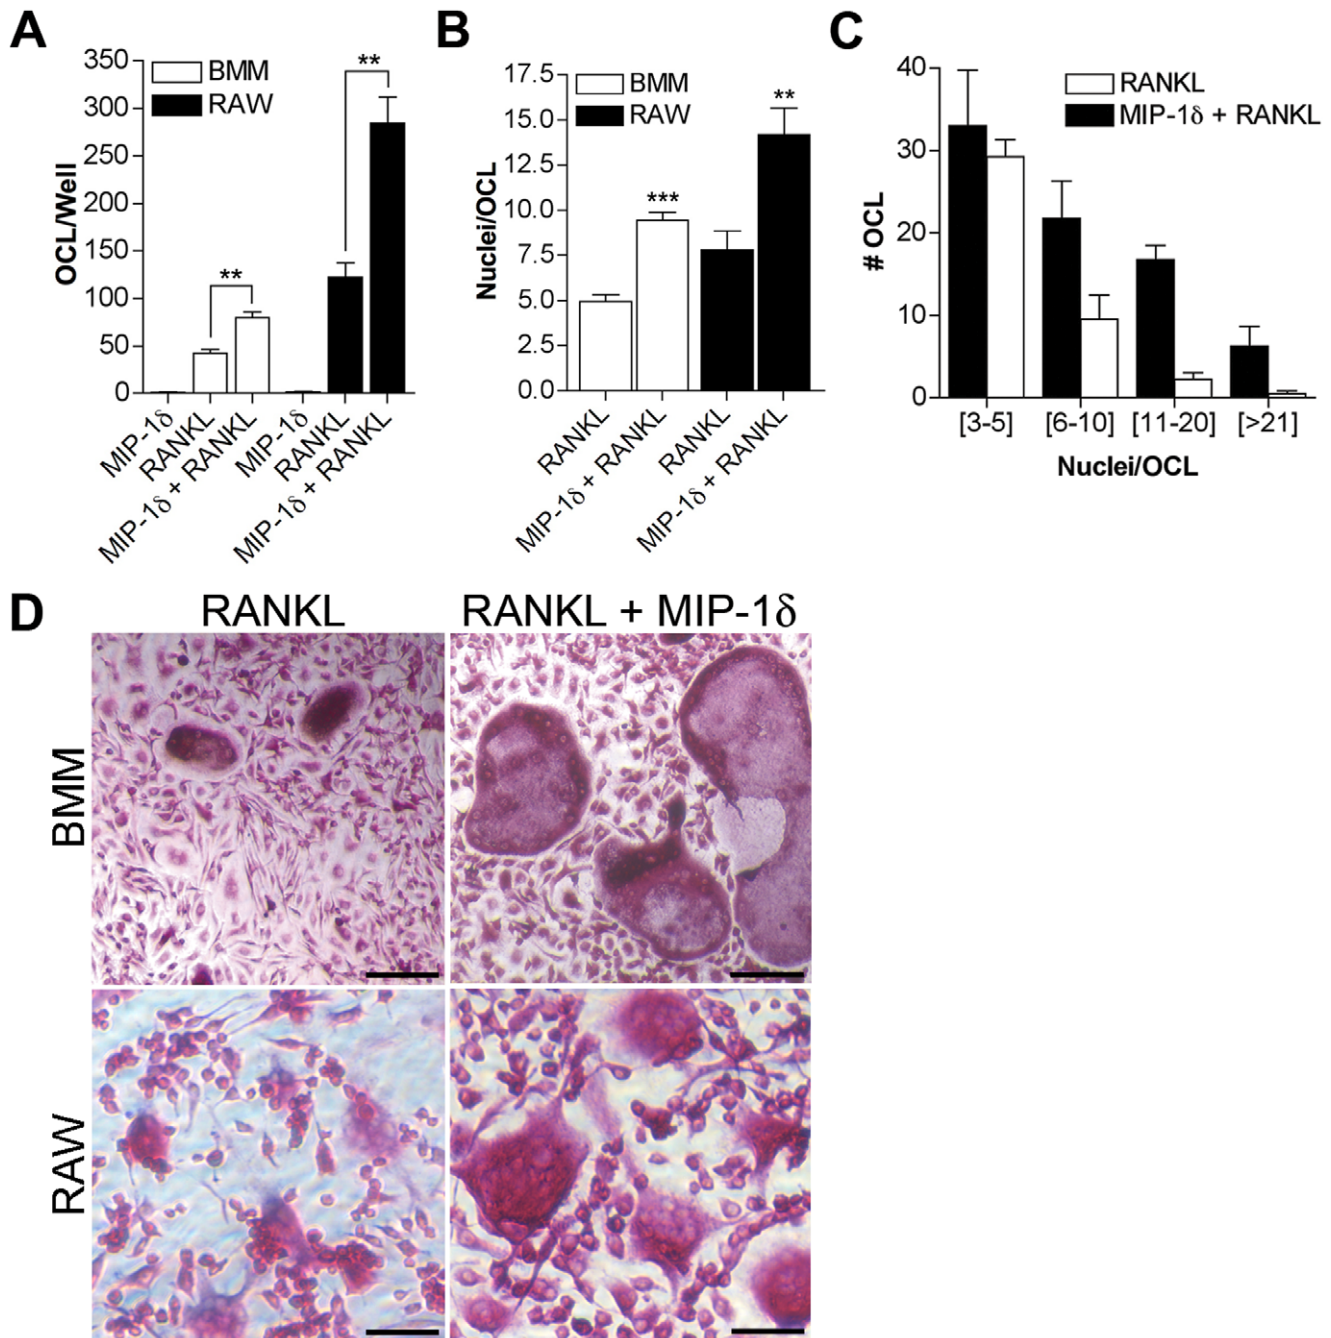 A
OCL/Well
350
300
250
200
150
100
50
0
BMM
RAW
**
**
MIP-1δ
RANKL
MIP-1δ + RANKL
MIP-1δ
RANKL
MIP-1δ + RANKL
B
Nuclei/OCL
17.5
15.0
12.5
10.0
7.5
5.0
2.5
0.0
BMM
RAW
***
**
RANKL
MIP-1δ + RANKL
RANKL
MIP-1δ + RANKL
C
# OCL
40
30
20
10
0
RANKL
MIP-1δ + RANKL
[3-5] [6-10] [11-20] [>21]
Nuclei/OCL
D
RANKL
RANKL + MIP-1δ
BMM
RAW